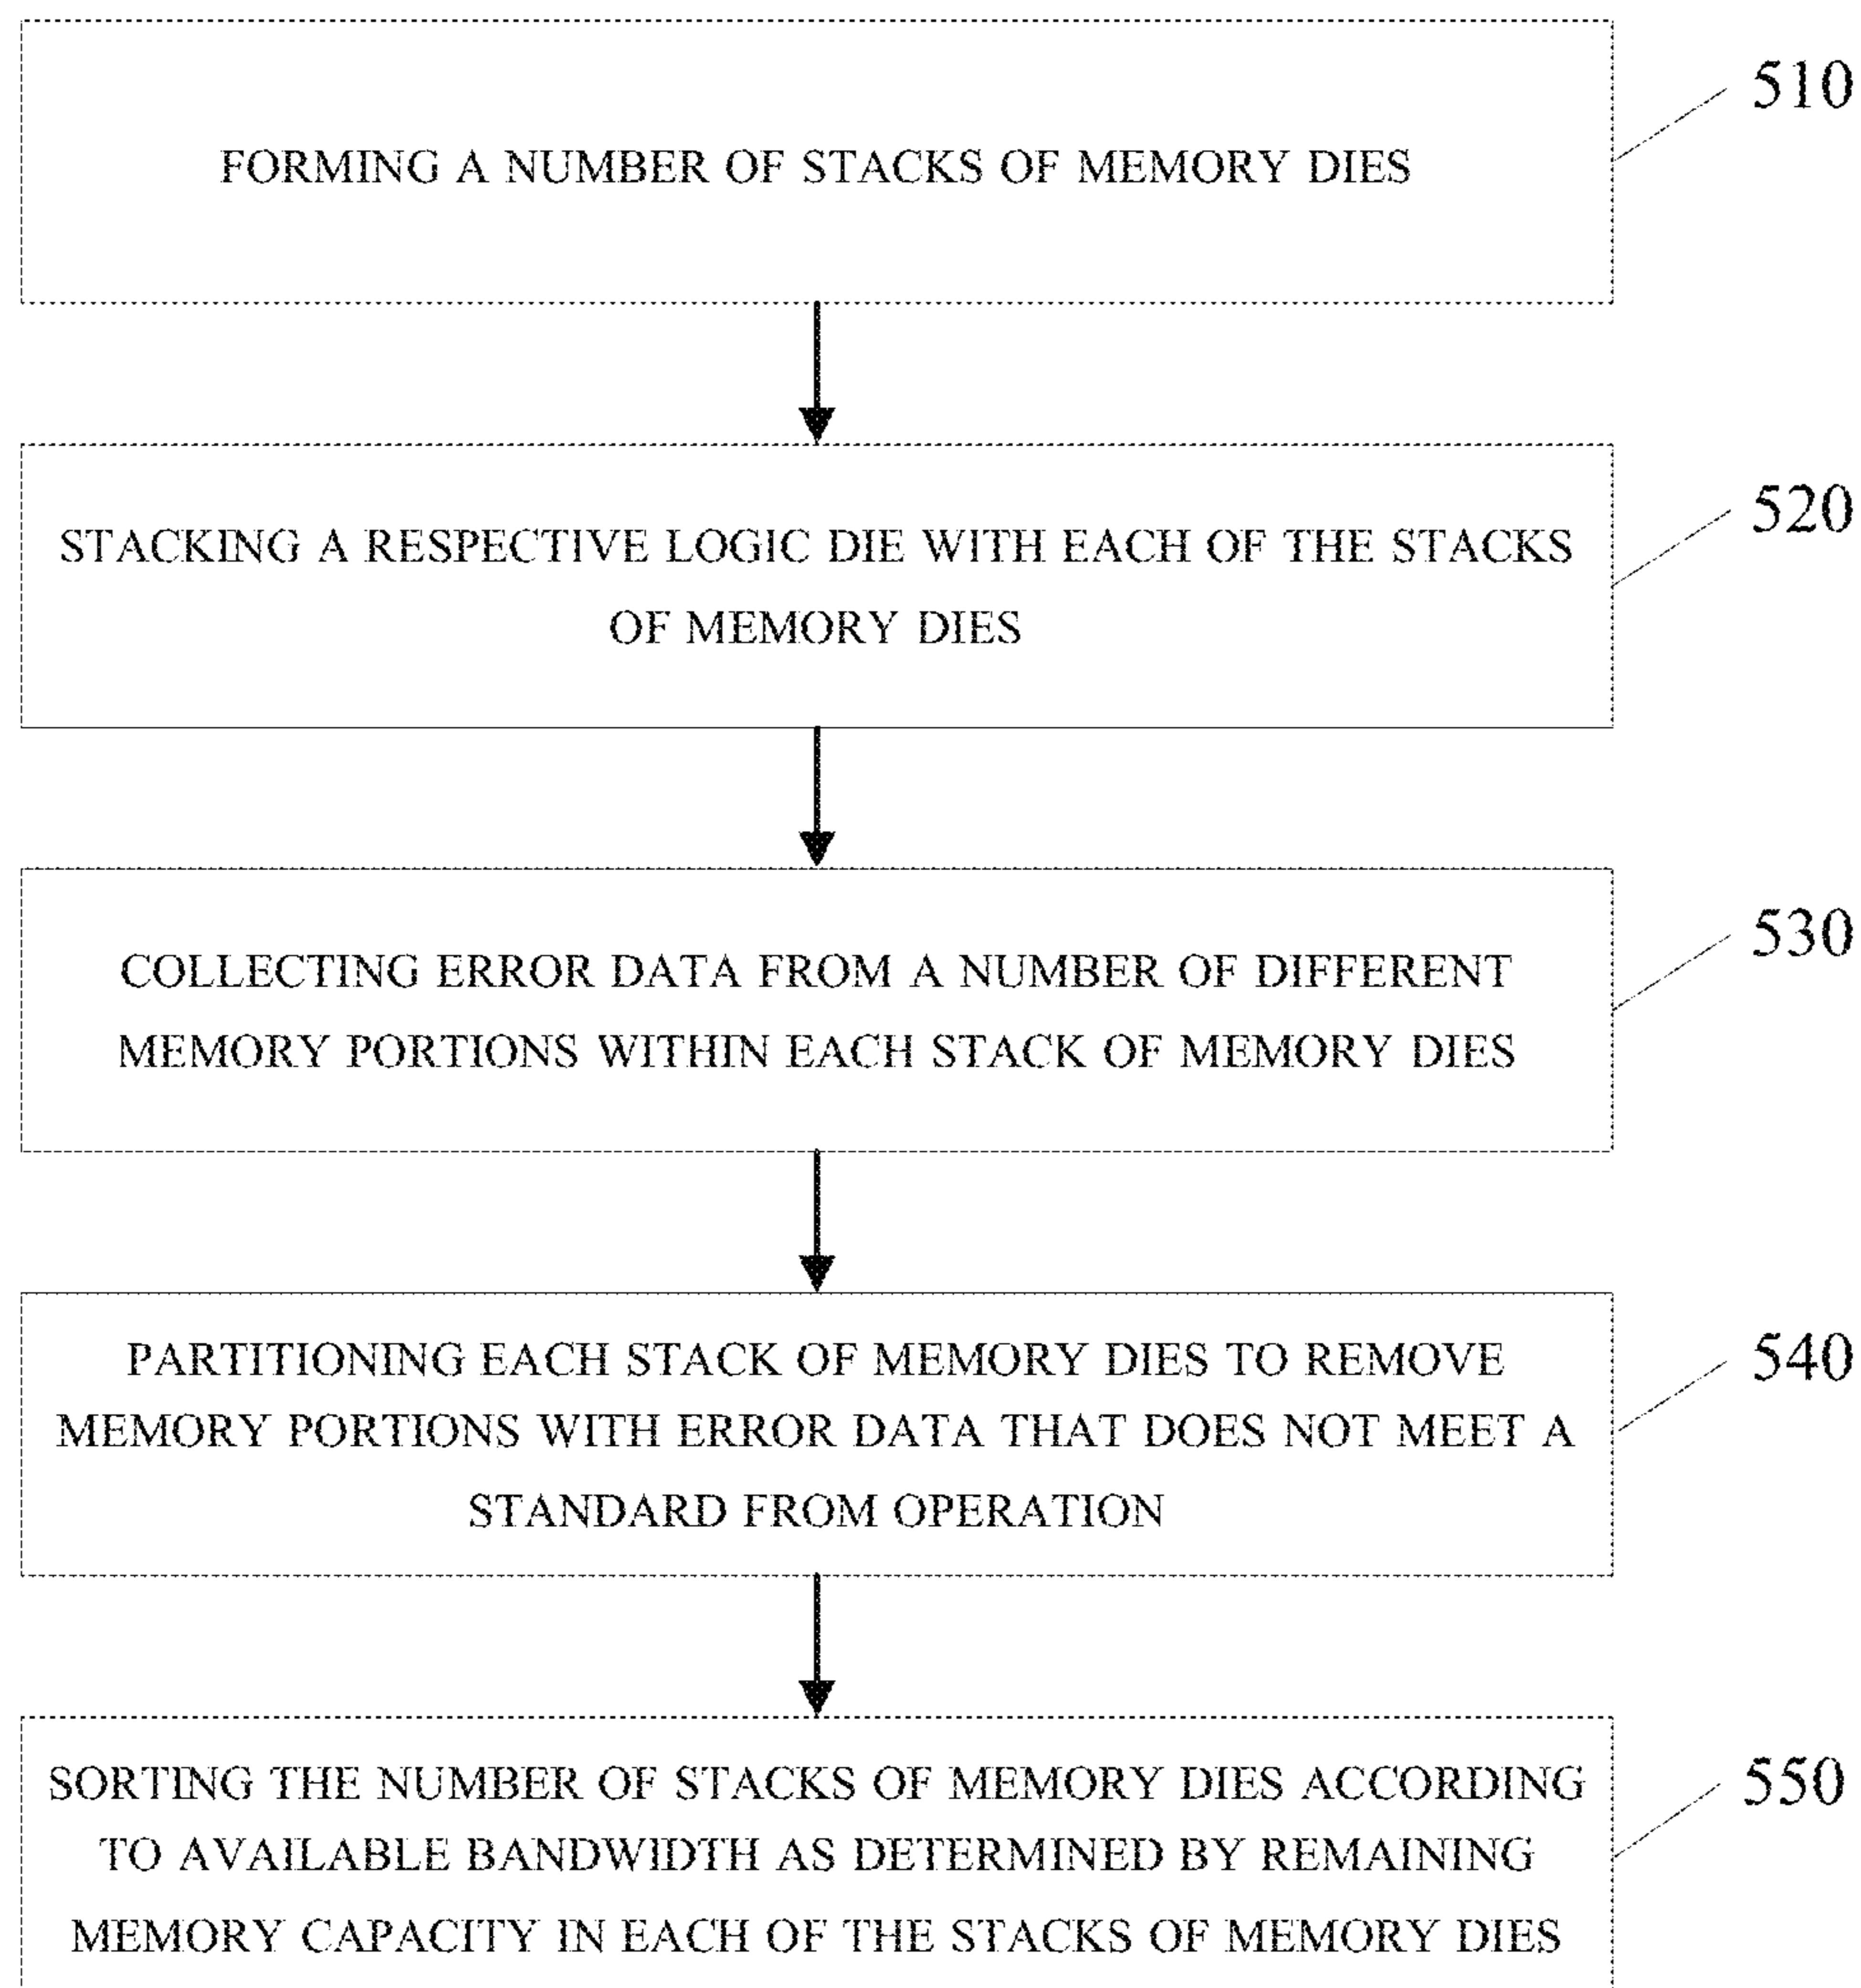 510
FORMING A NUMBER OF STACKS OF MEMORY DIES
520
STACKING A RESPECTIVE LOGIC DIE WITH EACH OF THE STACKS
OF MEMORY DIES
530
COLLECTING ERROR DATA FROM A NUMBER OF DIFFERENT
MEMORY PORTIONS WITHIN EACH STACK OF MEMORY DIES
540
PARTITIONING EACH STACK OF MEMORY DIES TO REMOVE
MEMORY PORTIONS WITH ERROR DATA THAT DOES NOT MEET A
STANDARD FROM OPERATION
550
SORTING THE NUMBER OF STACKS OF MEMORY DIES ACCORDING
TO AVAILABLE BANDWIDTH AS DETERMINED BY REMAINING
MEMORY CAPACITY IN EACH OF THE STACKS OF MEMORY DIES